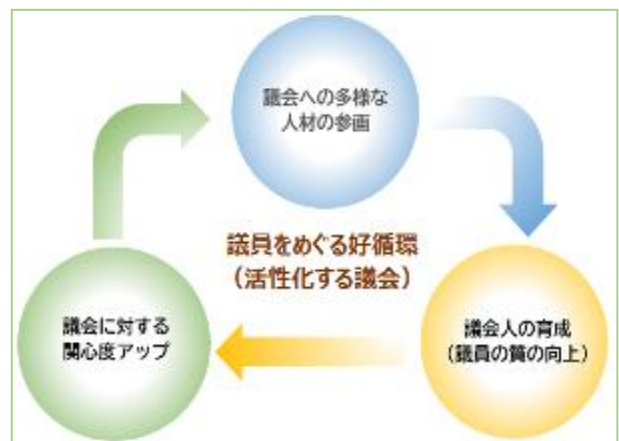 議会への多様な
人材の参画
議員をめぐる好循環
（活性化する議会）
議会に対する
関心度アップ
議会人の育成
（議員の質の向上）